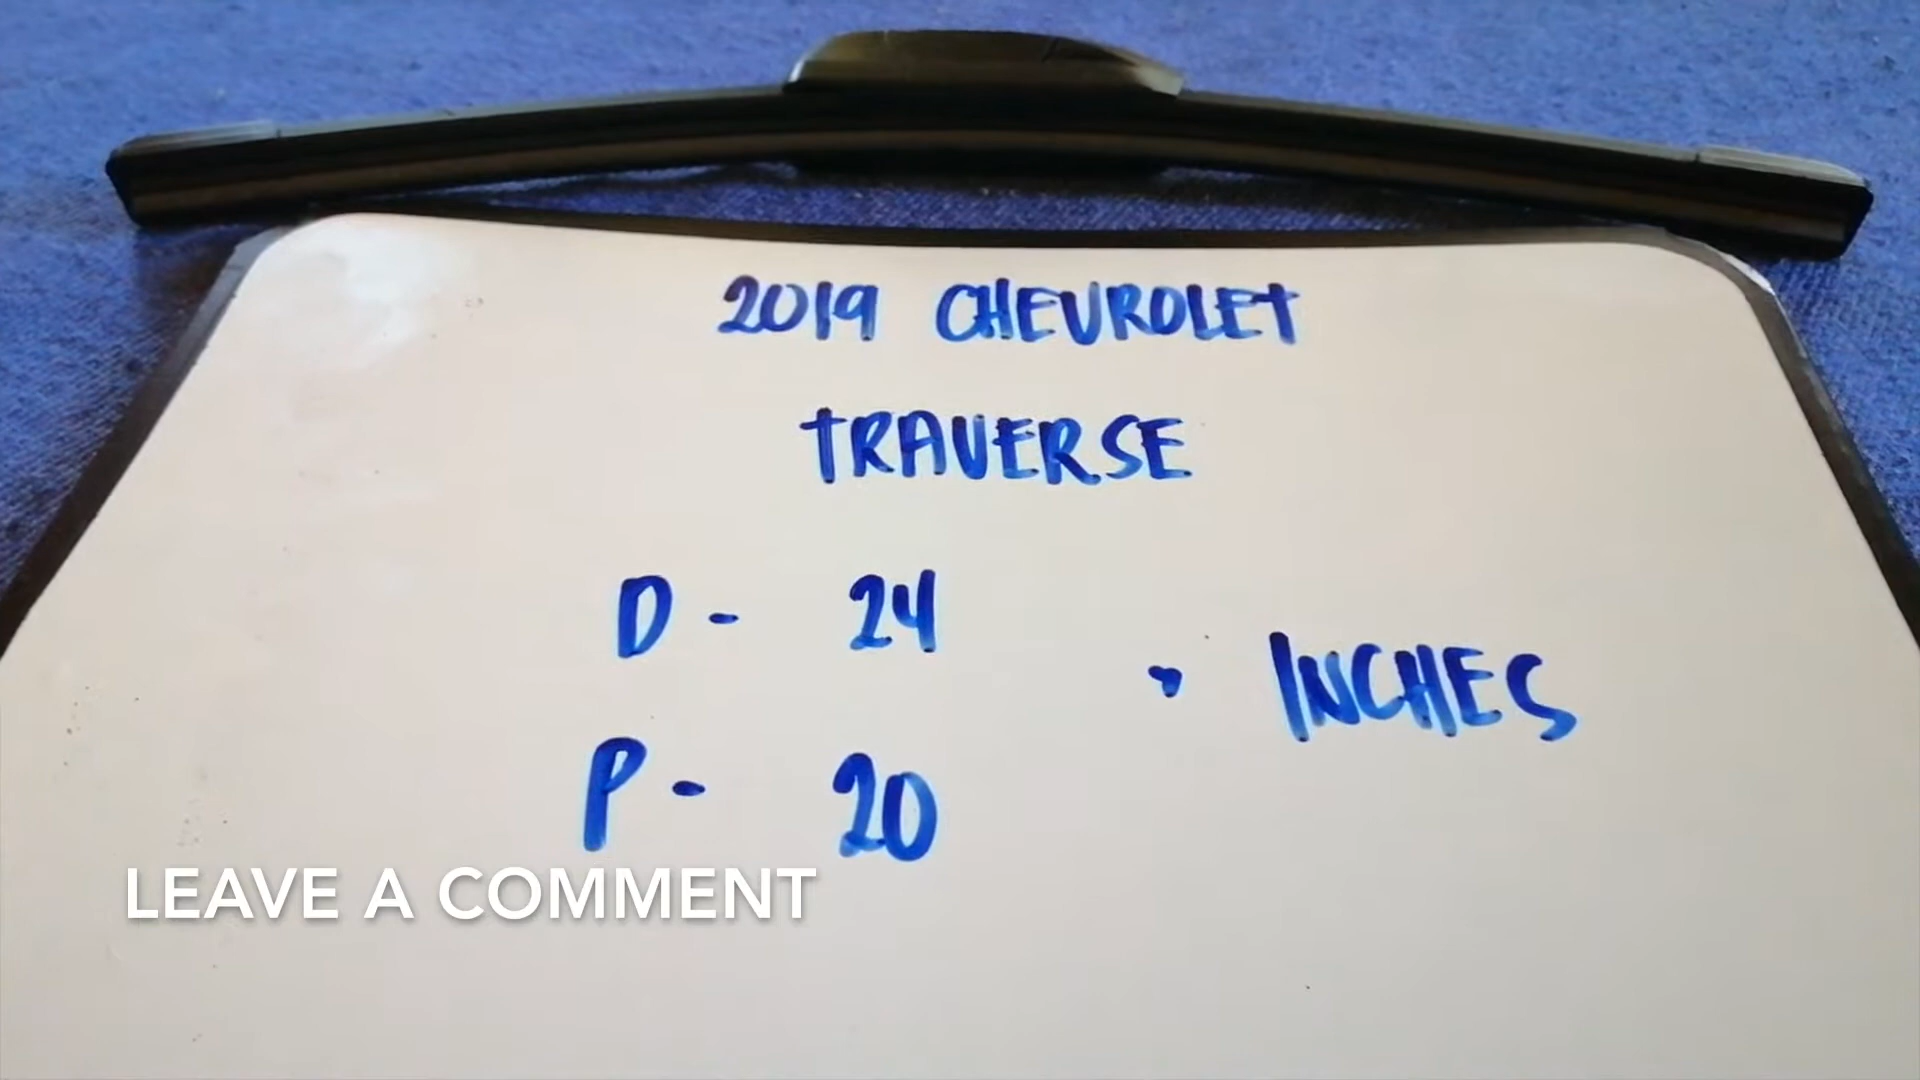 2019 CHEVROLET
TRAVERSE
D - 24
- INCHES
P - 20
LEAVE A COMMENT